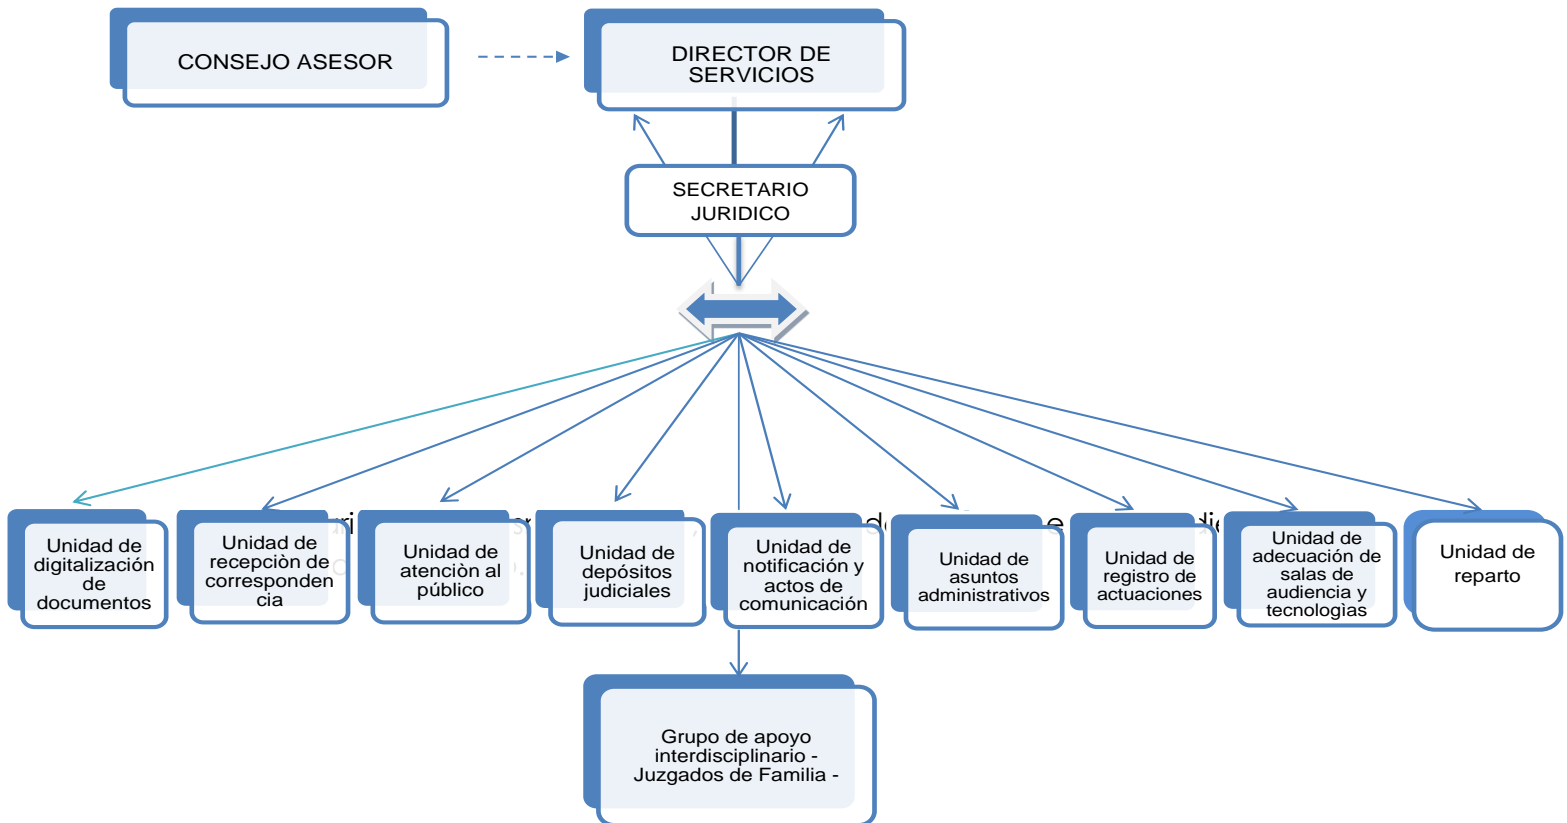 CONSEJO ASESOR
DIRECTOR DE
SERVICIOS
SECRETARIO
JURIDICO
Unidad de
digitalización
de
documentos
Unidad de
recepciòn de
corresponden
cia
Unidad de
atenciòn al
público
Unidad de
depósitos
judiciales
Unidad de
notificación y
actos de
comunicación
Unidad de
asuntos
administrativos
Unidad de
registro de
actuaciones
Unidad de
adecuación de
salas de
audiencia y
tecnologìas
Unidad de
reparto
Grupo de apoyo
interdisciplinario -
Juzgados de Familia -